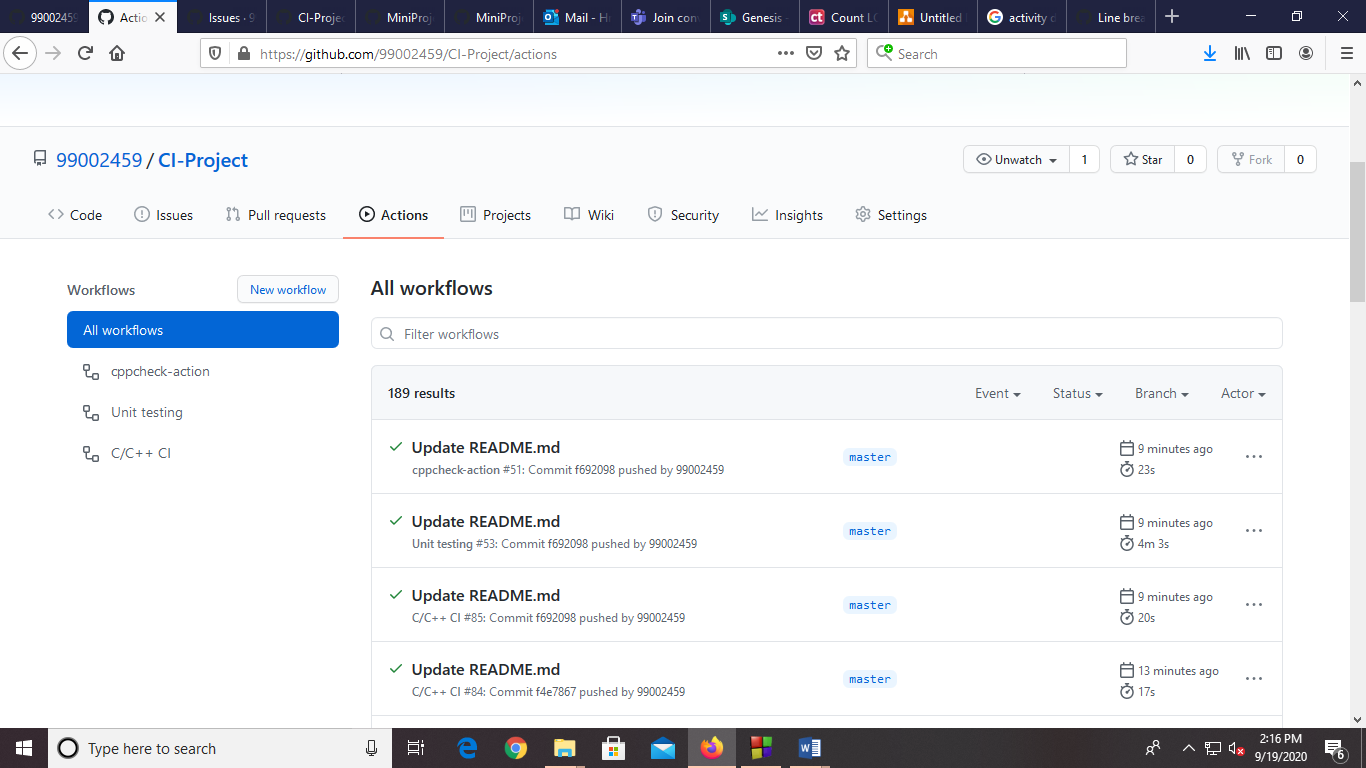 99002459
Actio
Issues · 9
CI-Projec
MiniProj
MiniProj
Mail - H
Join con
Genesis -
ct Count LO
Untitled
activity d
Line brea
https://github.com/99002459/CI-Project/actions
Search
99002459 / CI-Project
Unwatch 1
Star 0
Fork 0
Code
Issues
Pull requests
Actions
Projects
Wiki
Security
Insights
Settings
Workflows
New workflow
All workflows
cppcheck-action
Unit testing
C/C++ CI
All workflows
Filter workflows
189 results
Event
Status
Branch
Actor
Update README.md
cppcheck-action #51: Commit f692098 pushed by 99002459
master
9 minutes ago
23s
Update README.md
Unit testing #53: Commit f692098 pushed by 99002459
master
9 minutes ago
4m 3s
Update README.md
C/C++ CI #85: Commit f692098 pushed by 99002459
master
9 minutes ago
20s
Update README.md
C/C++ CI #84: Commit f4e7867 pushed by 99002459
master
13 minutes ago
17s
Type here to search
2:16 PM
9/19/2020
6